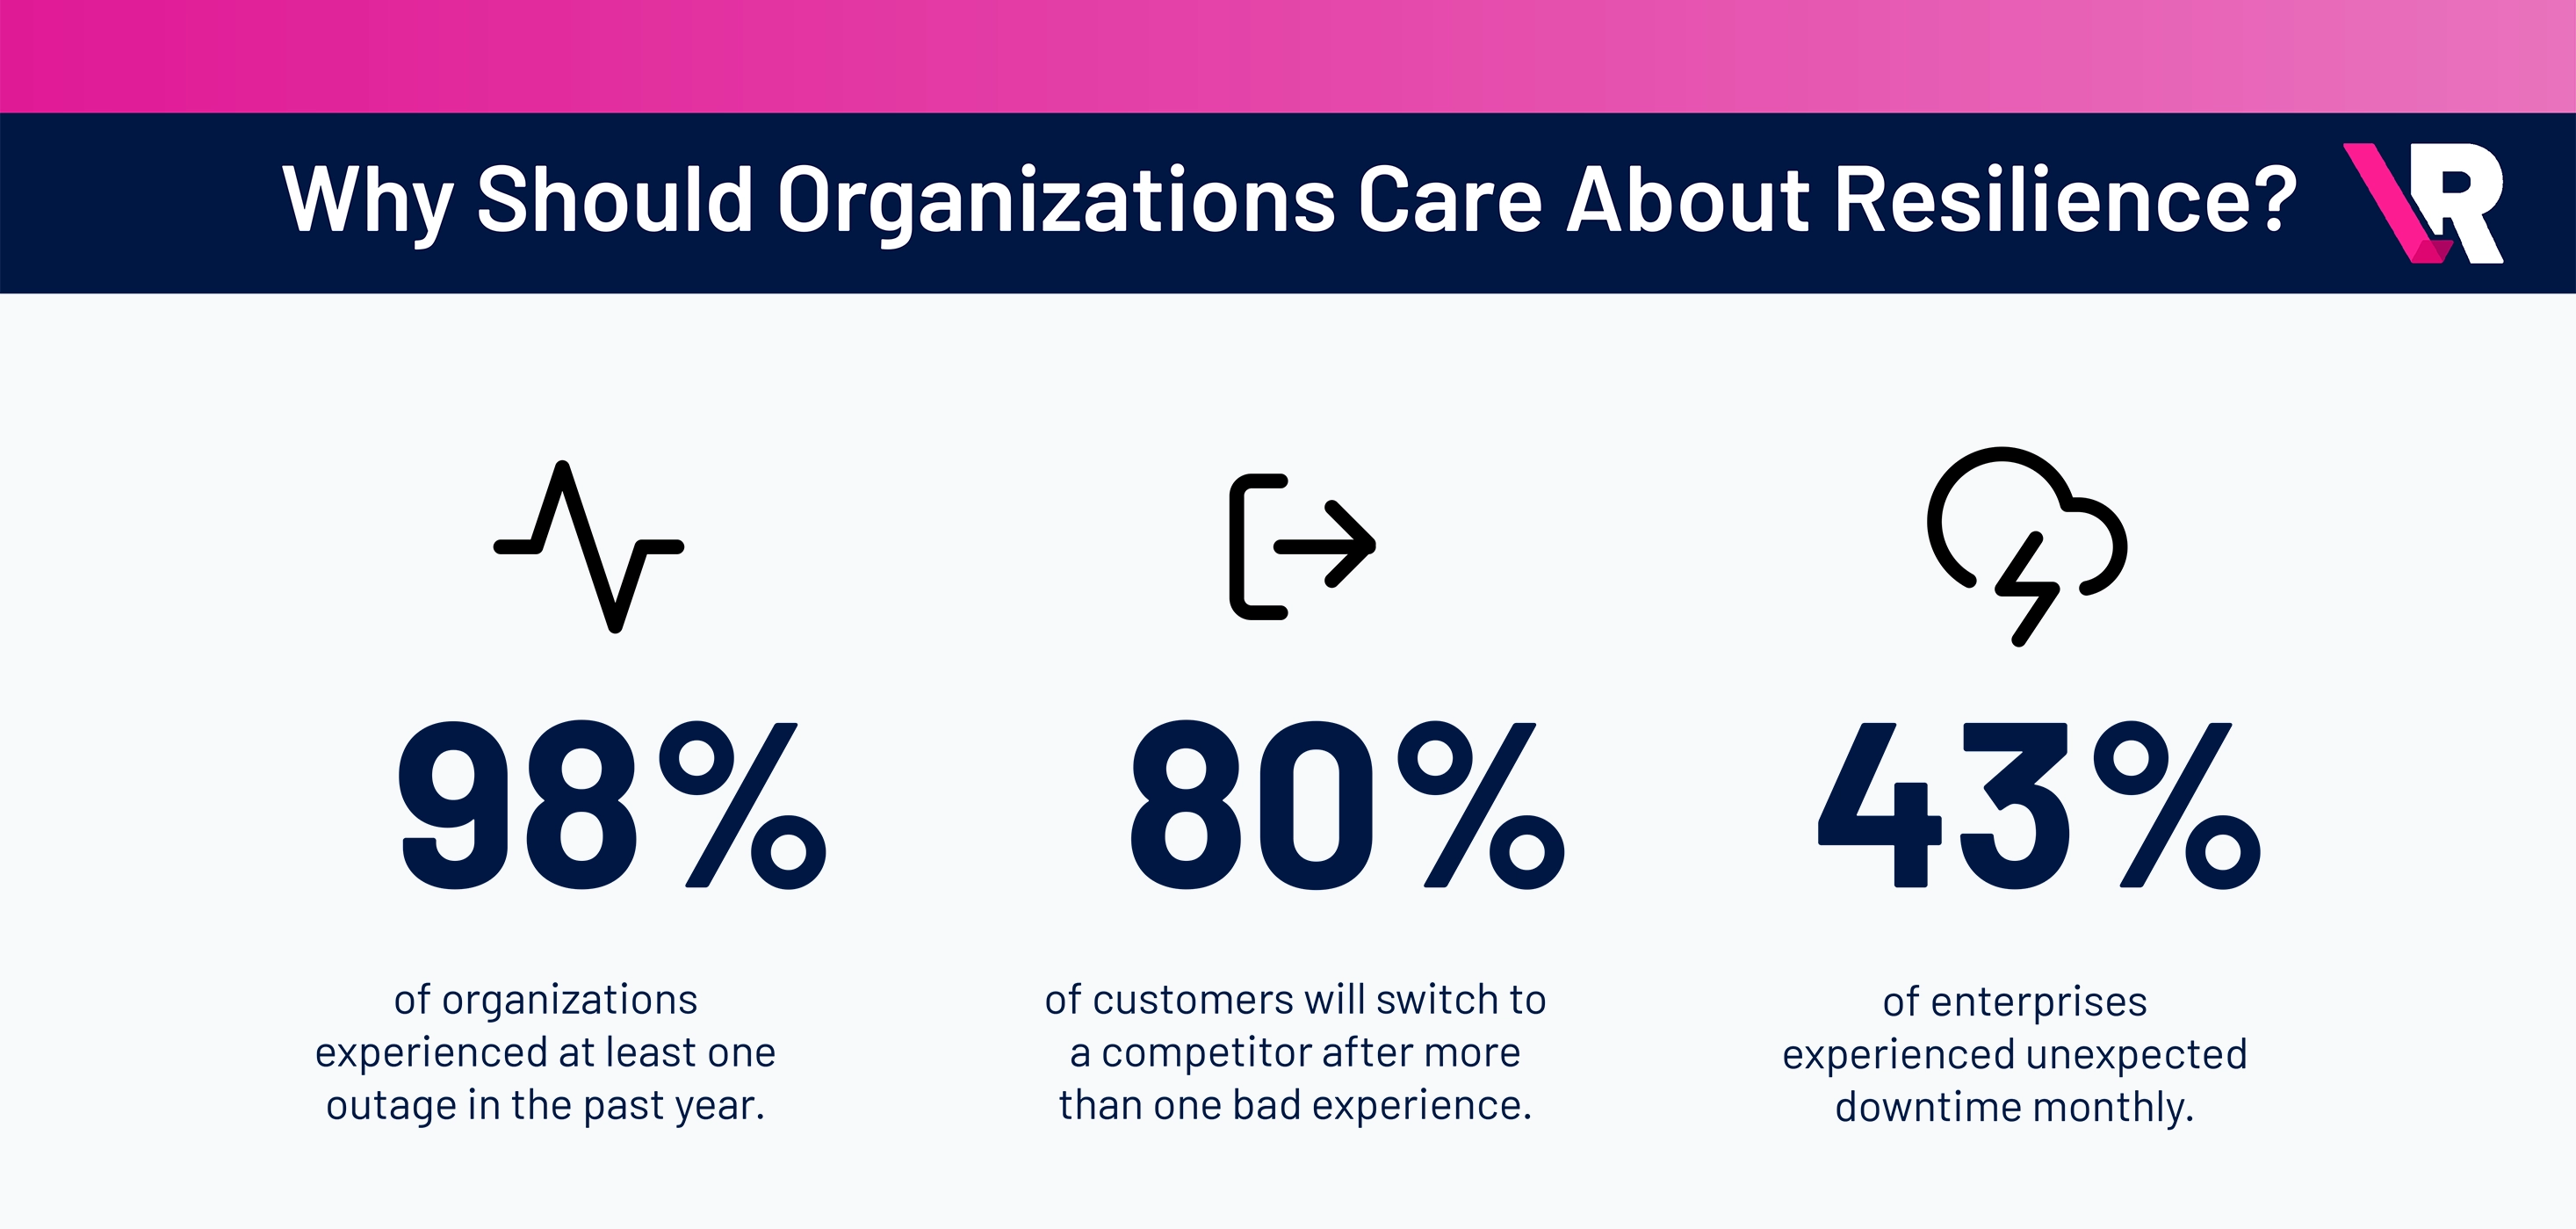 Why Should Organizations Care About Resilience?
R
98%
of organizations
experienced at least one
outage in the past year.
80%
of customers will switch to
a competitor after more
than one bad experience.
43%
of enterprises
experienced unexpected
downtime monthly.